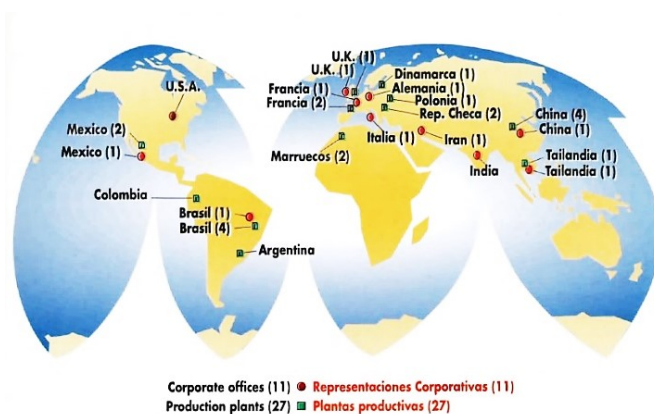 U.K. (1)
U.K. (1)
Dinamarca (1)
U.S.A.
Francia (1)
Alemania (1)
Francia (2)
Polonia (1)
Rep. Checa (2)
China (4)
Mexico (2)
China (1)
Mexico (1)
Italia (1)
Iran (1)
Marruecos (2)
Tailandia (1)
India
Tailandia (1)
Colombia
Brasil (1)
Brasil (4)
Argentina
Corporate offices (11) Representaciones Corporativas (11)
Production plants (27) Plantas productivas (27)